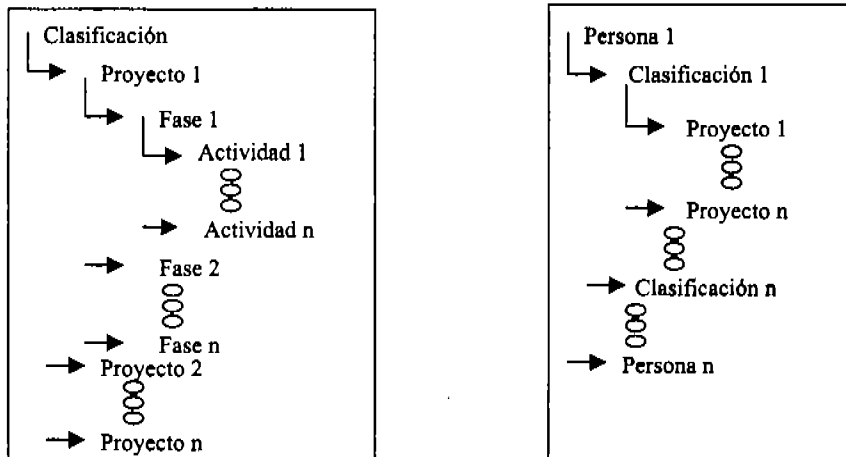 Clasificación
Proyecto 1
Fase 1
Actividad 1
Actividad n
Fase 2
Fase n
Proyecto 2
Proyecto n
Persona 1
Clasificación 1
Proyecto 1
Proyecto n
Clasificación n
Persona n